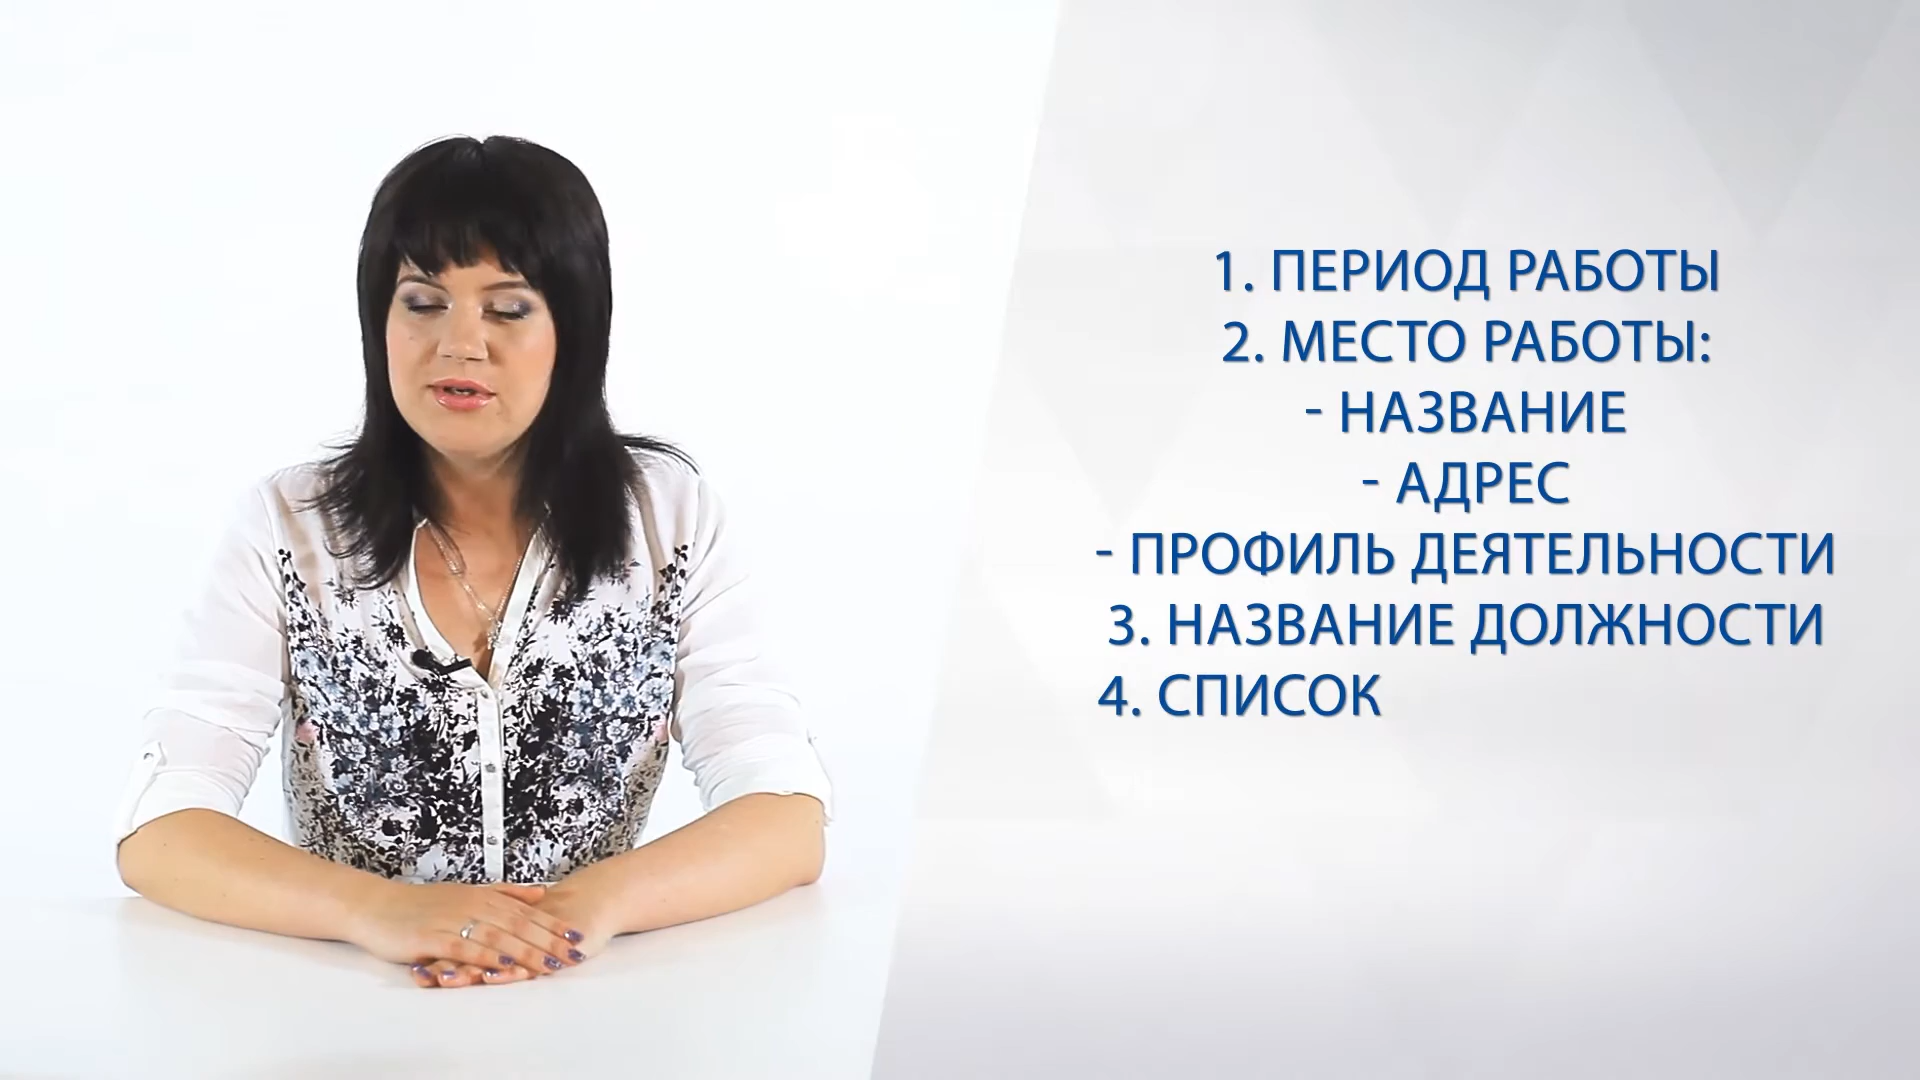 1. ПЕРИОД РАБОТЫ
2. МЕСТО РАБОТЫ:
- НАЗВАНИЕ
- АДРЕС
- ПРОФИЛЬ ДЕЯТЕЛЬНОСТИ
3. НАЗВАНИЕ ДОЛЖНОСТИ
4. СПИСОК